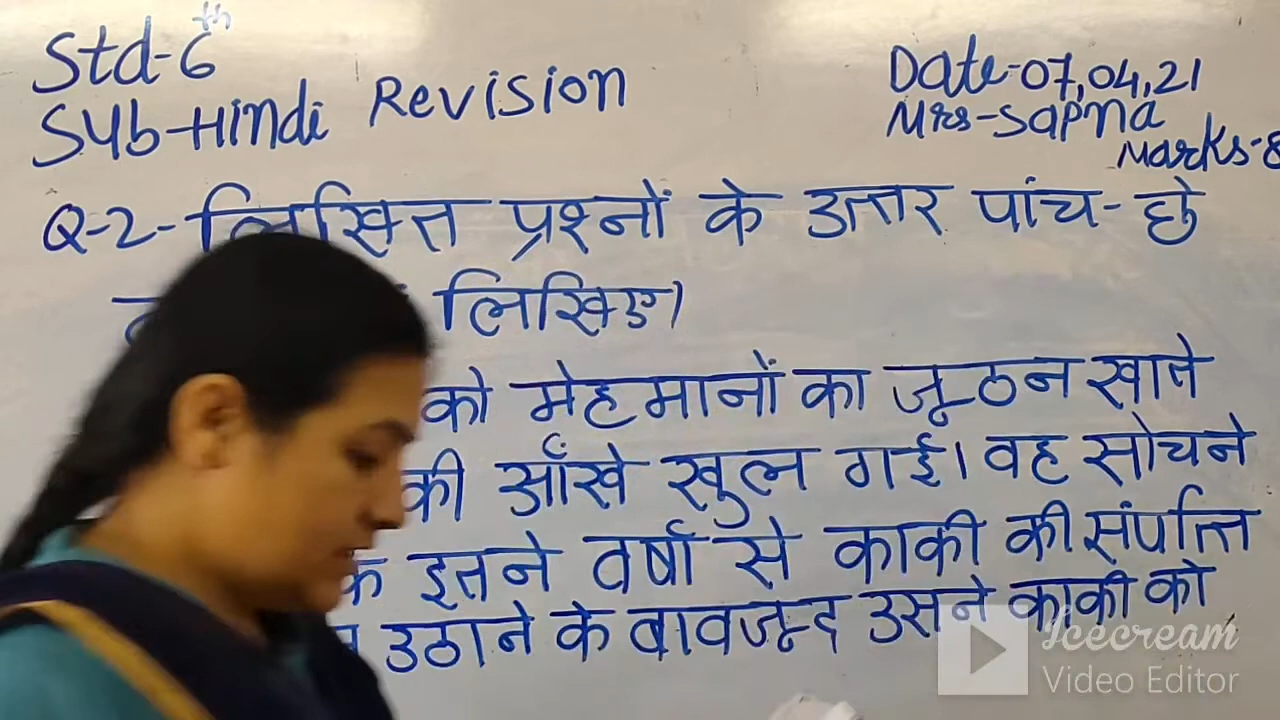 Std-6th
Sub-Hindi Revision
Date-07,04,21
Mrs-Sapna
Marks-8
Q-2-लिखित प्रश्नों के उत्तर पांच-छे
लिखिए।
को मेहमानों का जूठन खाते
की आँखे खुल गई। वह सोचने
इतने वर्षो से काकी की संपत्ति
उठाने के बावजूद उसने काकी को
Icecream
Video Editor